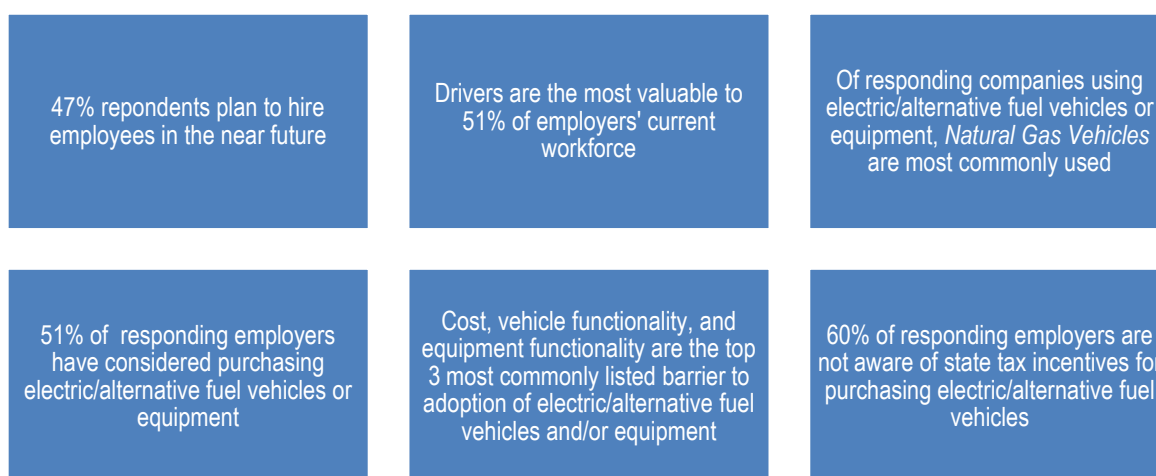 47% repondents plan to hire
employees in the near future
Drivers are the most valuable to
51% of employers' current
workforce
Of responding companies using
electric/alternative fuel vehicles or
equipment, Natural Gas Vehicles
are most commonly used
51% of responding employers
have considered purchasing
electric/alternative fuel vehicles or
equipment
Cost, vehicle functionality, and
equipment functionality are the top
3 most commonly listed barrier to
adoption of electric/alternative fuel
vehicles and/or equipment
60% of responding employers are
not aware of state tax incentives for
purchasing electric/alternative fuel
vehicles